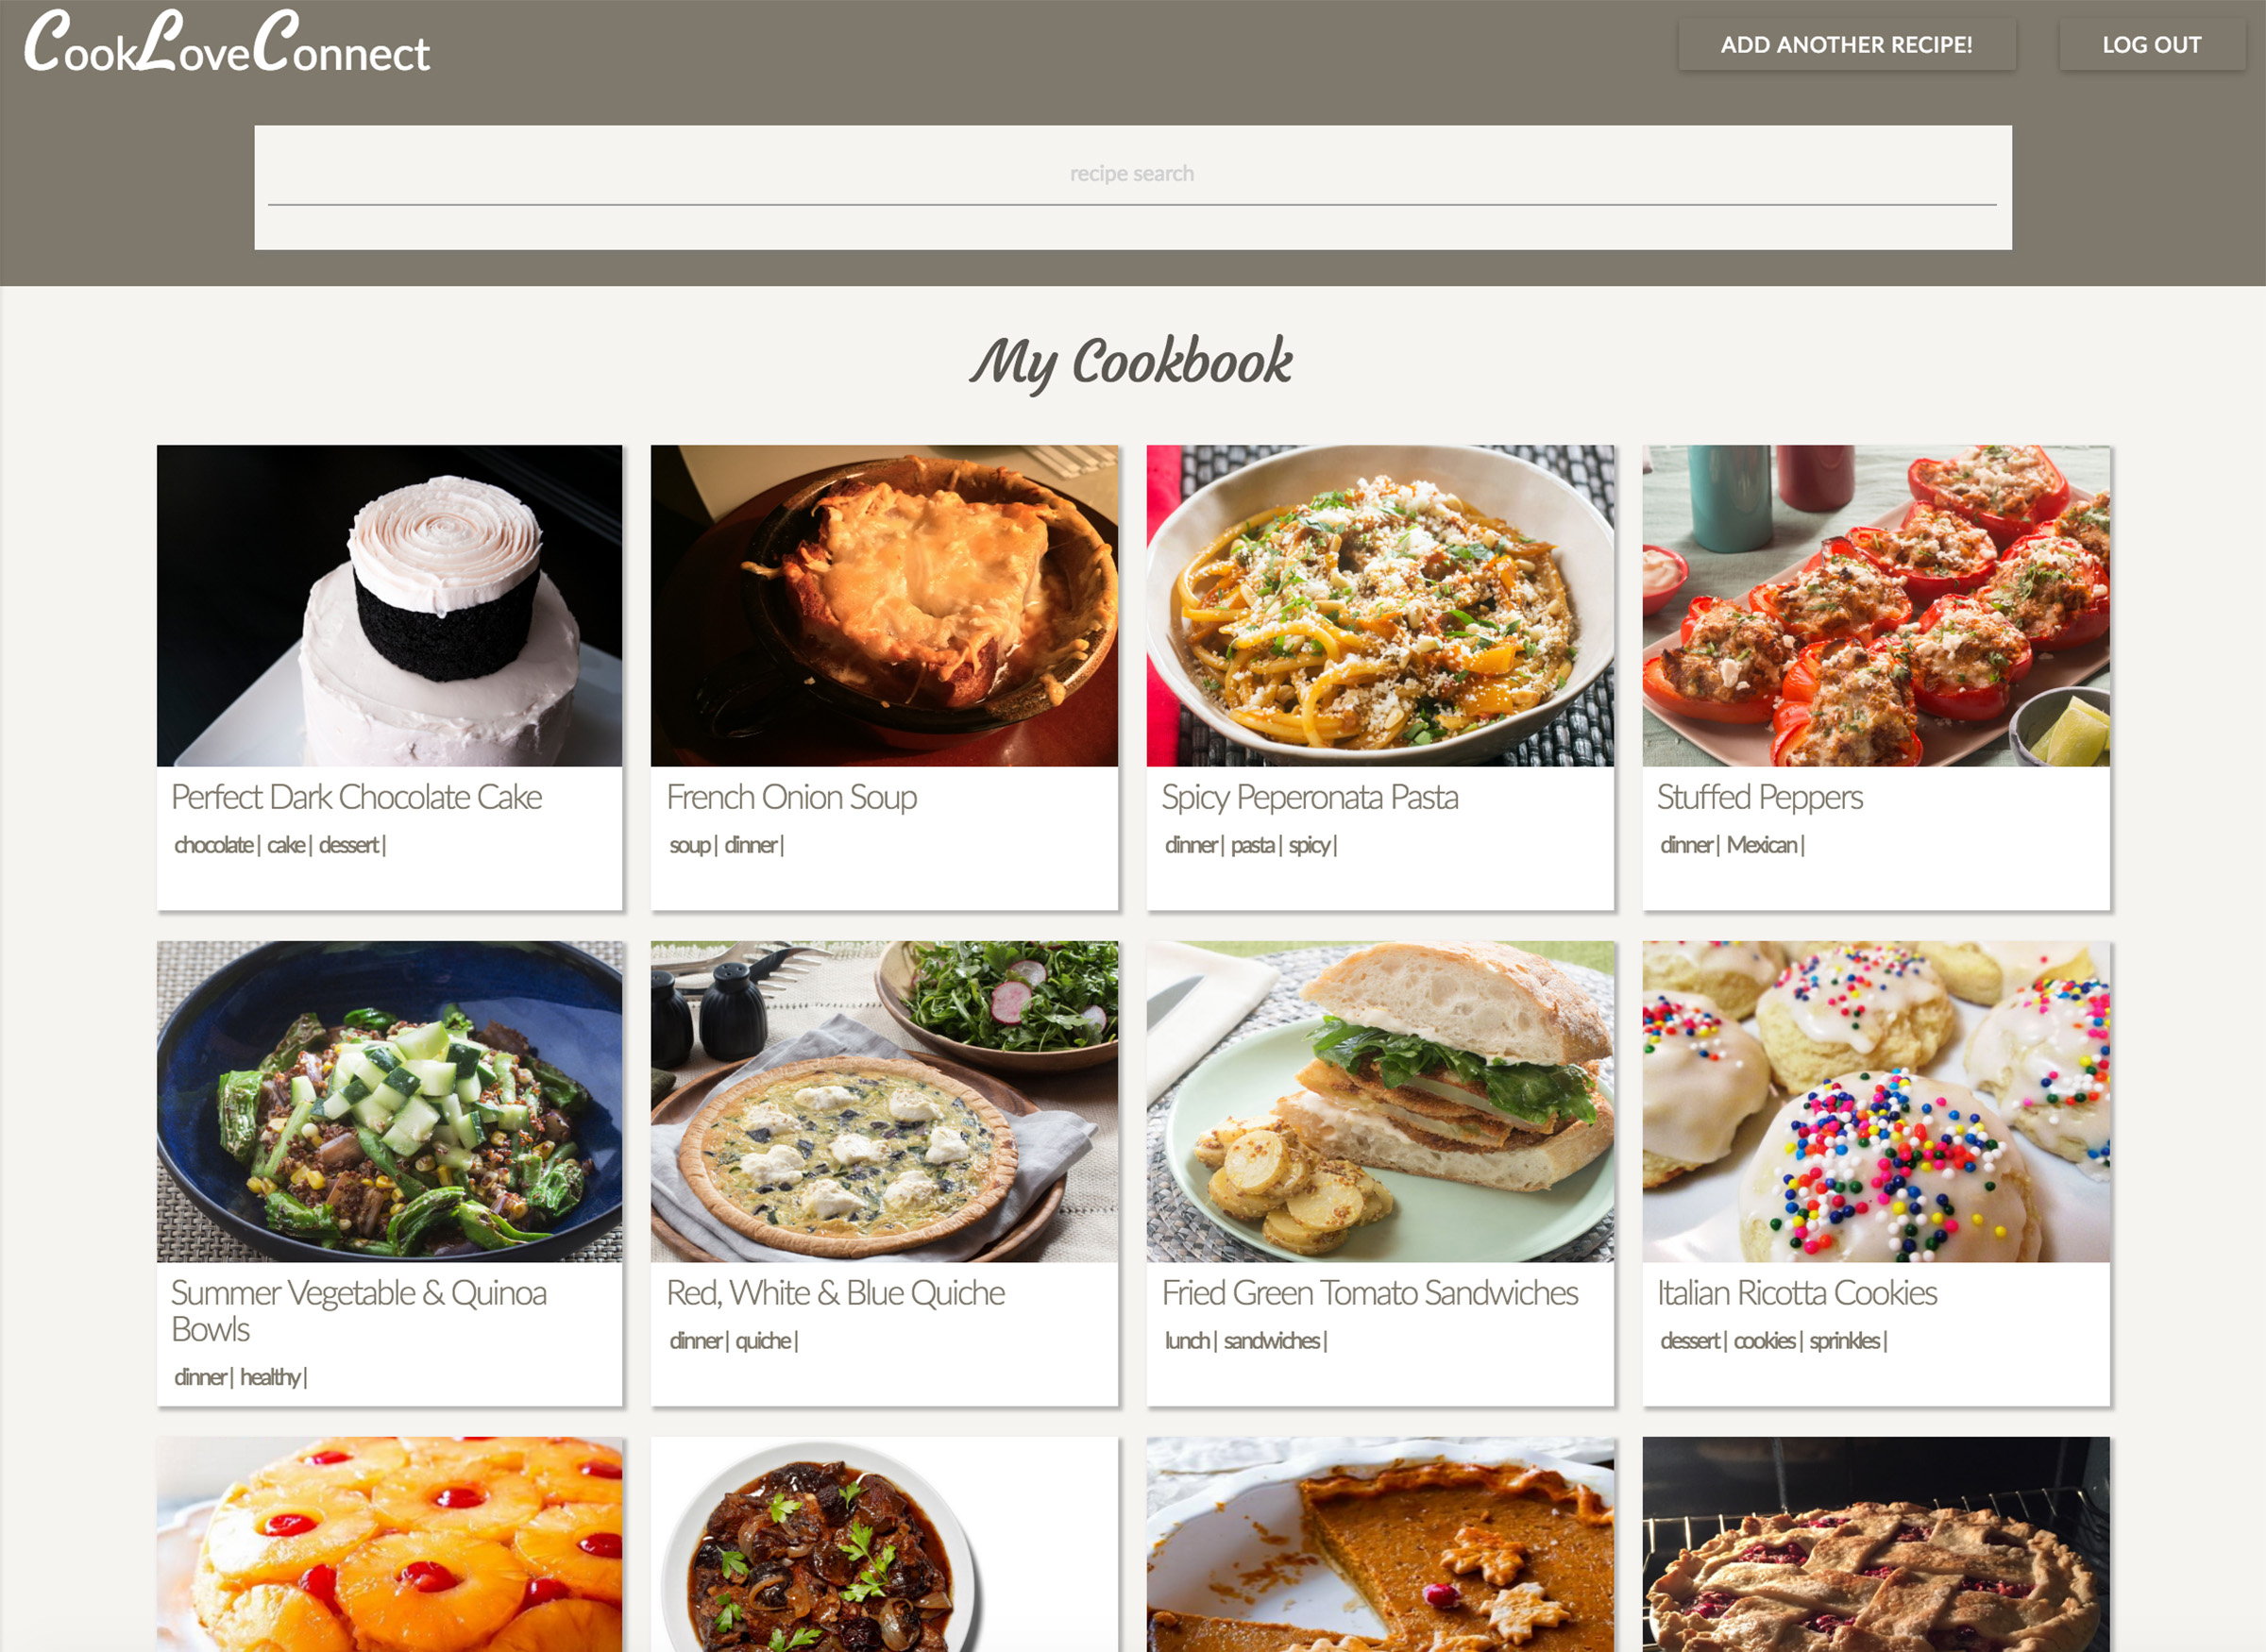 CookLoveConnect
ADD ANOTHER RECIPE!
LOG OUT
recipe search
My Cookbook
Perfect Dark Chocolate Cake
chocolate| cake| dessert|
French Onion Soup
soup| dinner|
Spicy Peperonata Pasta
dinner| pasta| spicy|
Stuffed Peppers
dinner| Mexican|
Summer Vegetable & Quinoa
Bowls
dinner| healthy|
Red, White & Blue Quiche
dinner| quiche|
Fried Green Tomato Sandwiches
lunch| sandwiches|
Italian Ricotta Cookies
dessert| cookies| sprinkles|